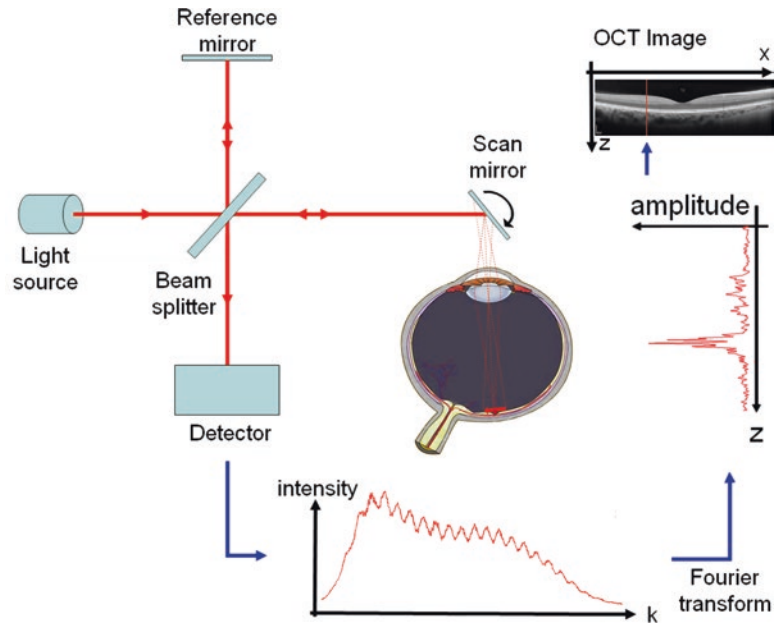 Reference
mirror
OCT Image
X
Z
Scan
mirror
Light
source
Beam
splitter
amplitude
Detector
Z
intensity
k
Fourier
transform